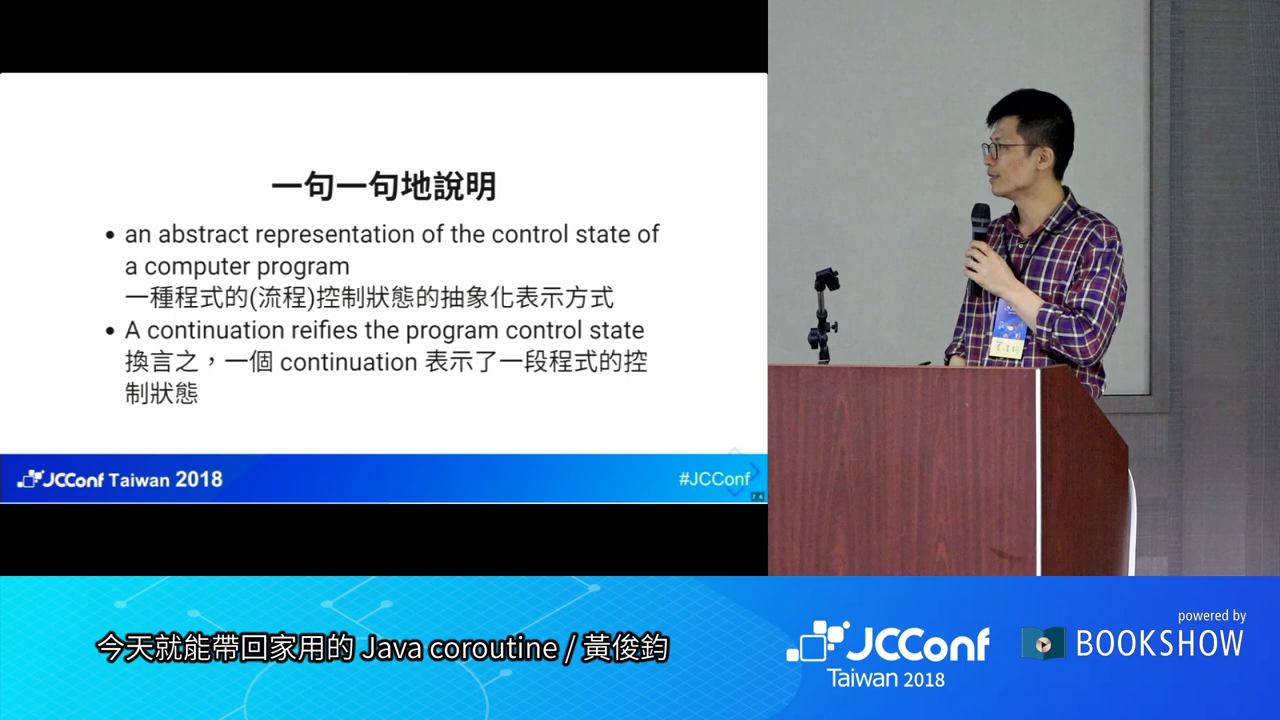 一句一句地說明
• an abstract representation of the control state of
a computer program
一種程式的(流程)控制狀態的抽象化表示方式
• A continuation reifies the program control state
換言之，一個 continuation 表示了一段程式的控
制狀態
JCConf Taiwan 2018
#JCConf
今天就能帶回家用的 Java coroutine / 黃俊鈞
JCConf
Taiwan 2018
powered by
BOOKSHOW